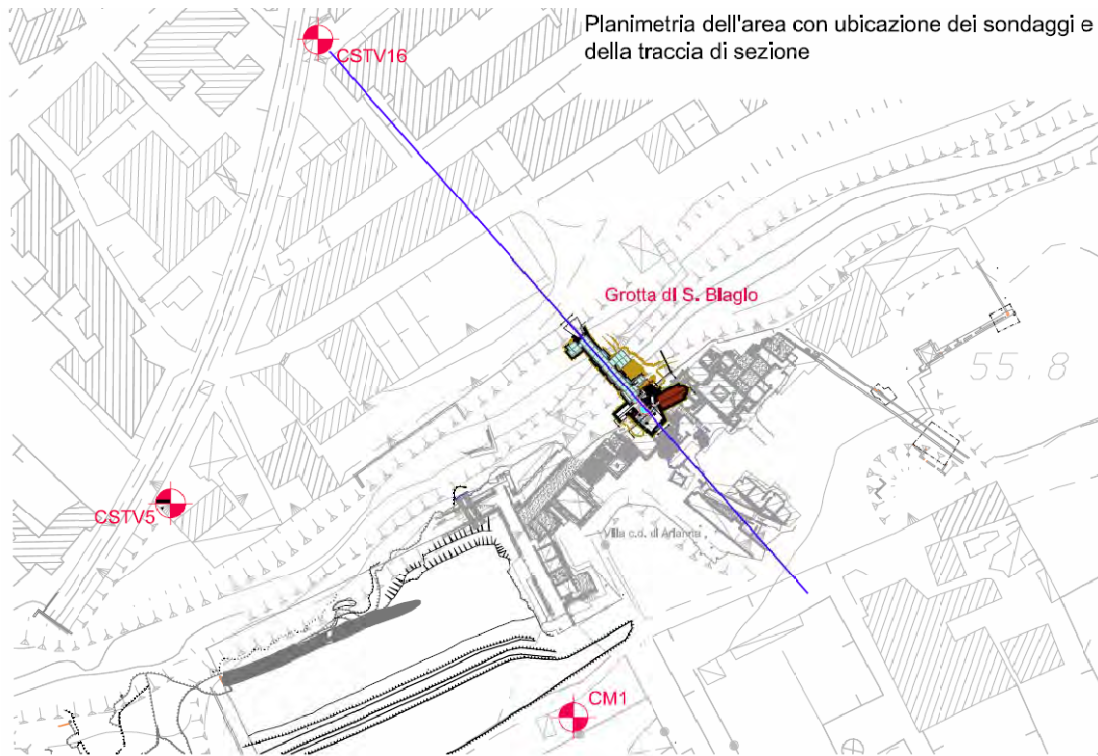 Planimetria dell'area con ubicazione dei sondaggi e
della traccia di sezione
CSTV16
Grotta di S. Biagio
55.8
CSTV5
Villa c.d. di Arianna
CM1